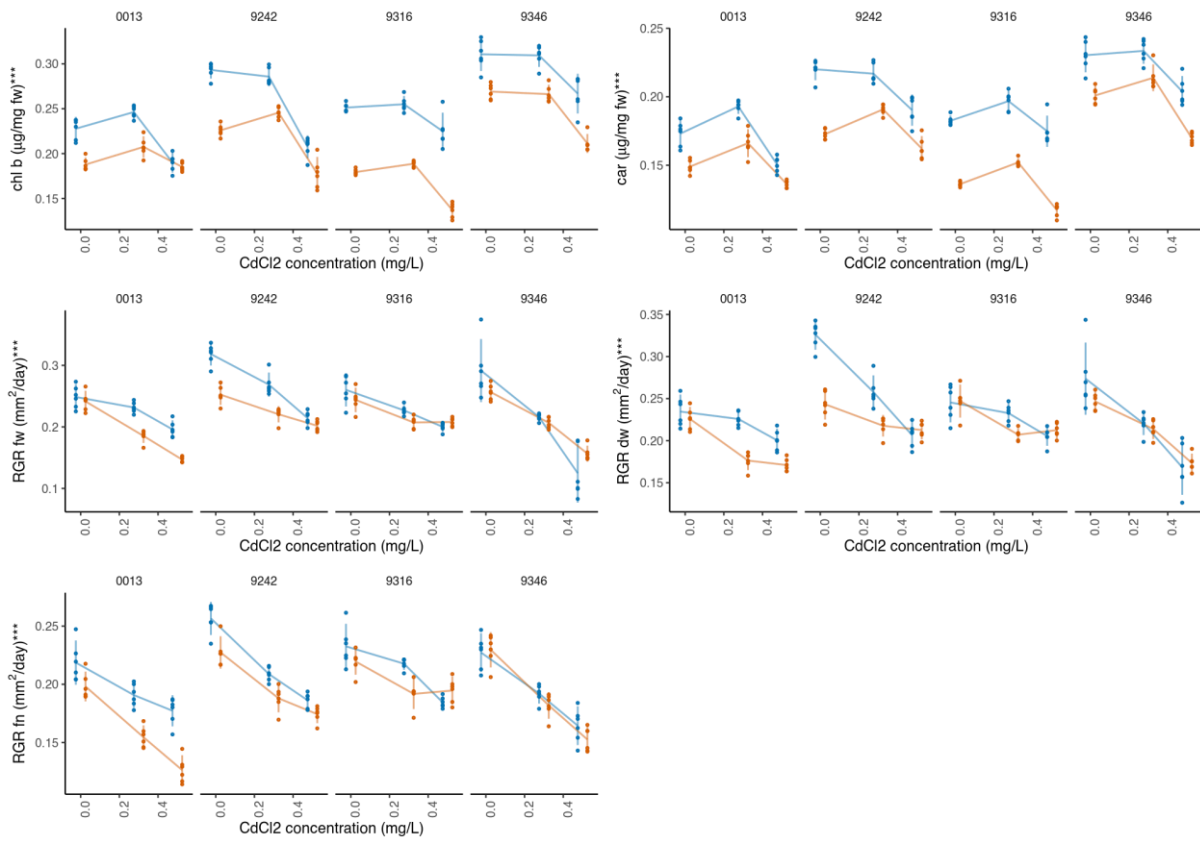 0013 9242 9316 9346
chl b (µg/mg fw)***
0.30
0.25
0.20
0.15
0.0 0.2 0.4 0.0 0.2 0.4 0.0 0.2 0.4 0.0 0.2 0.4
CdCl2 concentration (mg/L)
0013 9242 9316 9346
car (µg/mg fw)***
0.25
0.20
0.15
0.0 0.2 0.4 0.0 0.2 0.4 0.0 0.2 0.4 0.0 0.2 0.4
CdCl2 concentration (mg/L)
0013 9242 9316 9346
RGR fw (mm²/day)***
0.3
0.2
0.1
0.0 0.2 0.4 0.0 0.2 0.4 0.0 0.2 0.4 0.0 0.2 0.4
CdCl2 concentration (mg/L)
0013 9242 9316 9346
RGR dw (mm²/day)***
0.35
0.30
0.25
0.20
0.15
0.0 0.2 0.4 0.0 0.2 0.4 0.0 0.2 0.4 0.0 0.2 0.4
CdCl2 concentration (mg/L)
0013 9242 9316 9346
RGR fn (mm²/day)***
0.25
0.20
0.15
0.0 0.2 0.4 0.0 0.2 0.4 0.0 0.2 0.4 0.0 0.2 0.4
CdCl2 concentration (mg/L)